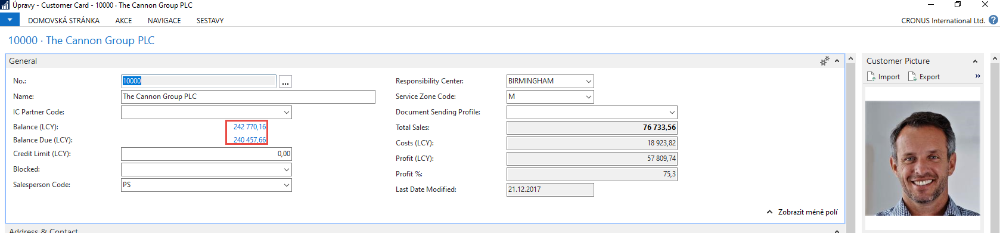 Úpravy - Customer Card - 10000 · The Cannon Group PLC
DOMOVSKÁ STRÁNKA AKCE NAVIGACE SESTAVY CRONUS International Ltd. ?
10000 · The Cannon Group PLC
General
No.: 10000 ...
Name: The Cannon Group PLC
IC Partner Code:
Balance (LCY): 242 770,16
Balance Due (LCY): 240 457,66
Credit Limit (LCY): 0,00
Blocked:
Salesperson Code: PS
Responsibility Center: BIRMINGHAM
Service Zone Code: M
Document Sending Profile:
Total Sales: 76 733,56
Costs (LCY): 18 923,82
Profit (LCY): 57 809,74
Profit %: 75,3
Last Date Modified: 21.12.2017
Zobrazit méně polí
Address & Contact
Customer Picture
Import Export »